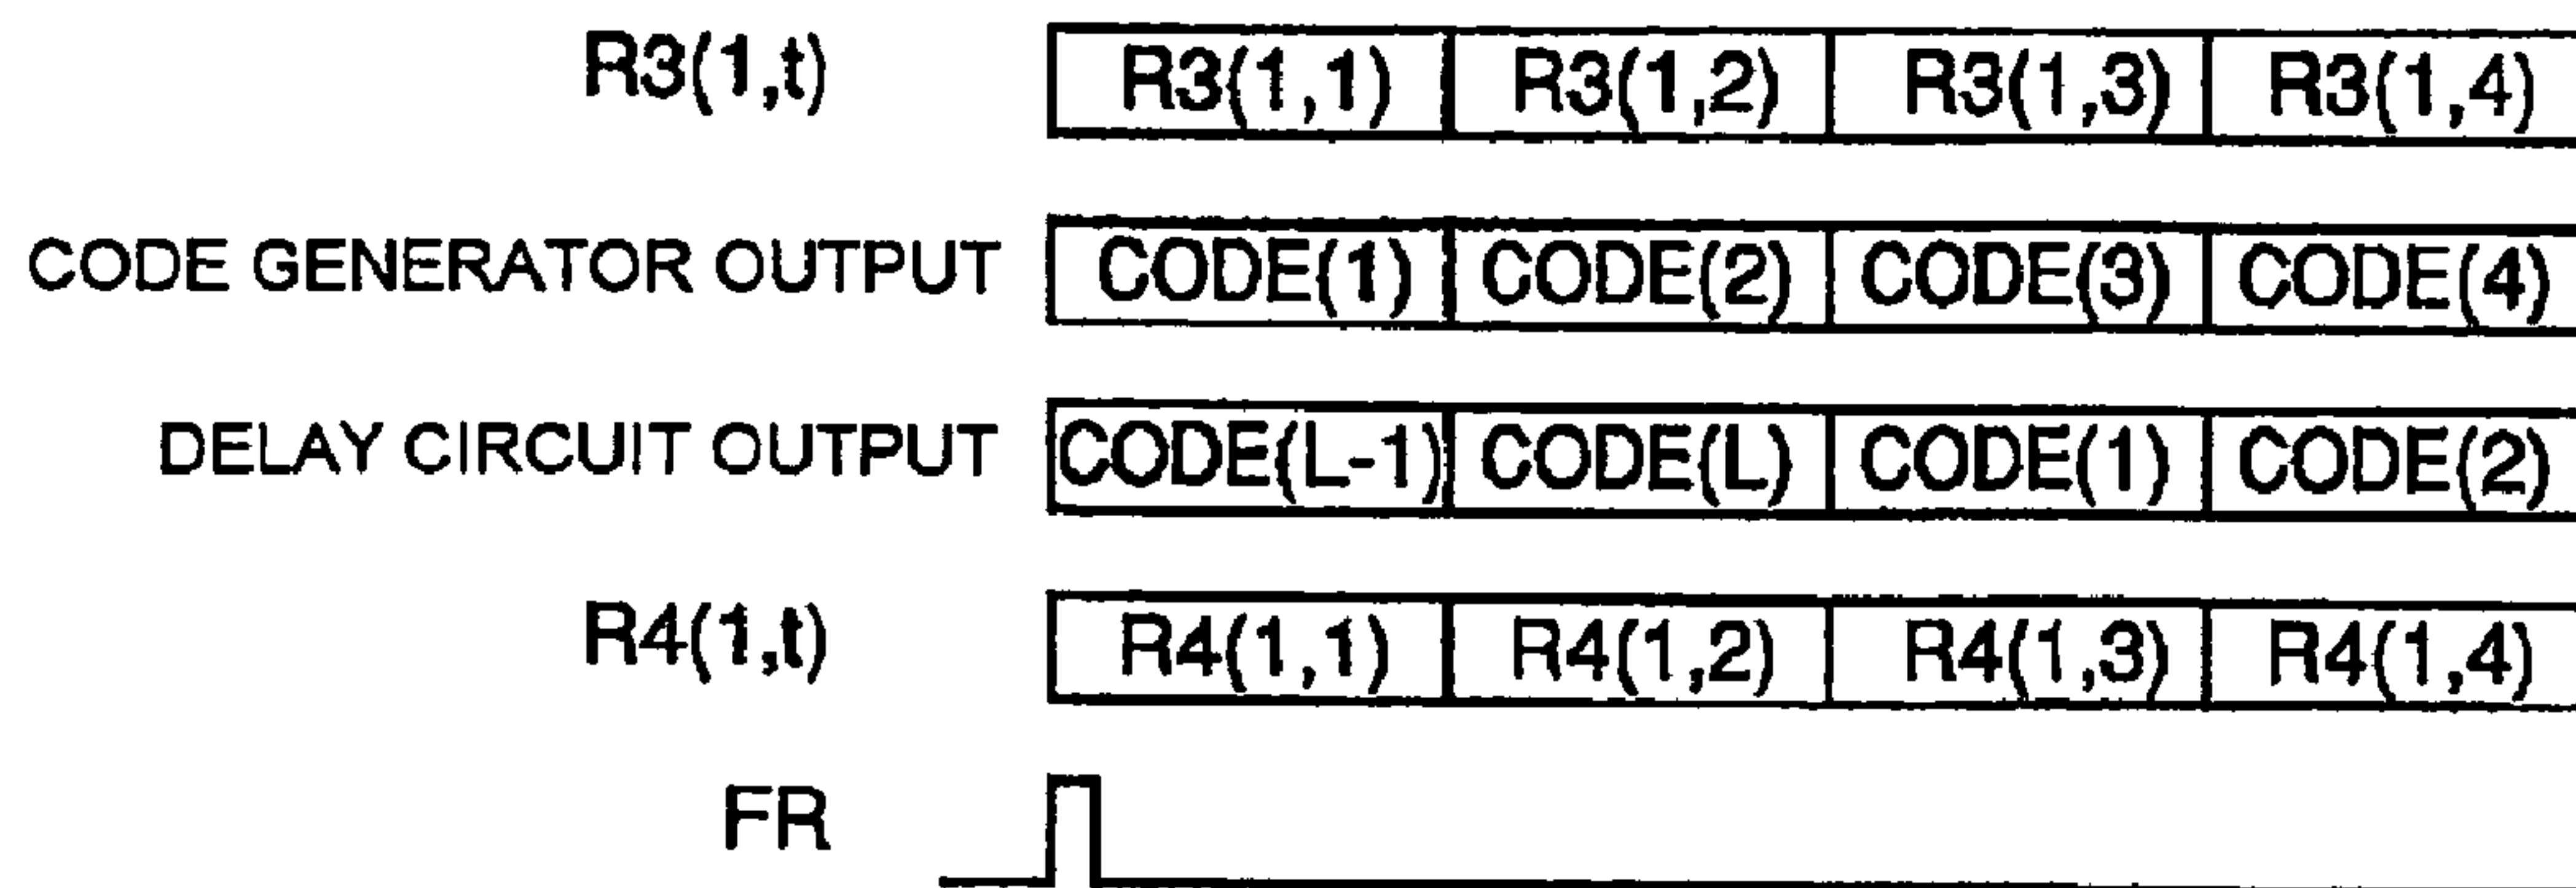 R3(1,t) R3(1,1) R3(1,2) R3(1,3) R3(1,4)
CODE GENERATOR OUTPUT CODE(1) CODE(2) CODE(3) CODE(4)
DELAY CIRCUIT OUTPUT CODE(L-1) CODE(L) CODE(1) CODE(2)
R4(1,t) R4(1,1) R4(1,2) R4(1,3) R4(1,4)
FR